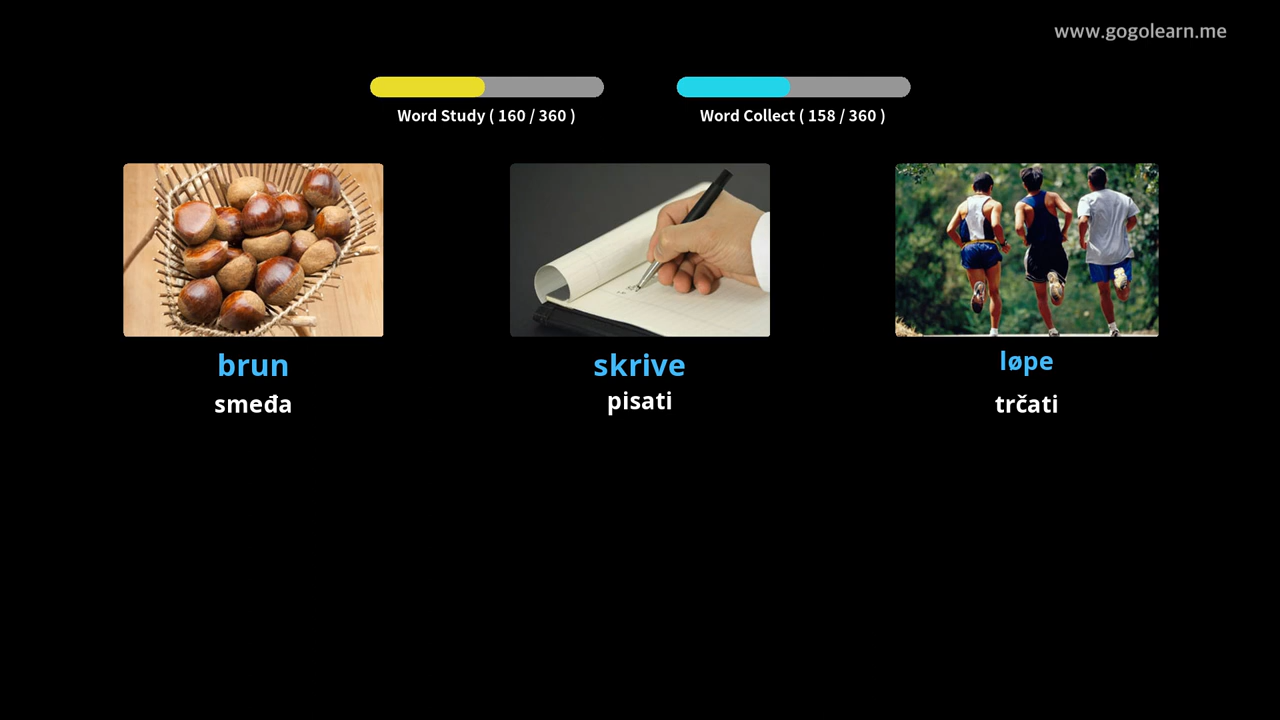 www.gogolearn.me
Word Study ( 160 / 360 )
Word Collect ( 158 / 360 )
brun
skrive
løpe
smeđa
pisati
trčati